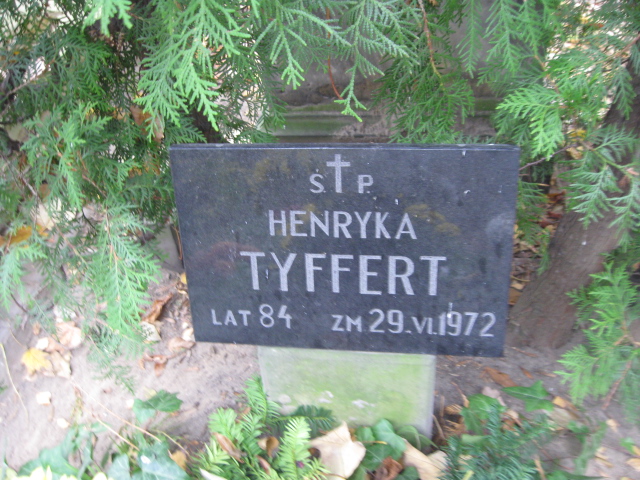 S✝P
HENRYKA
TYFFERT
LAT 84 ZM 29.VI.1972